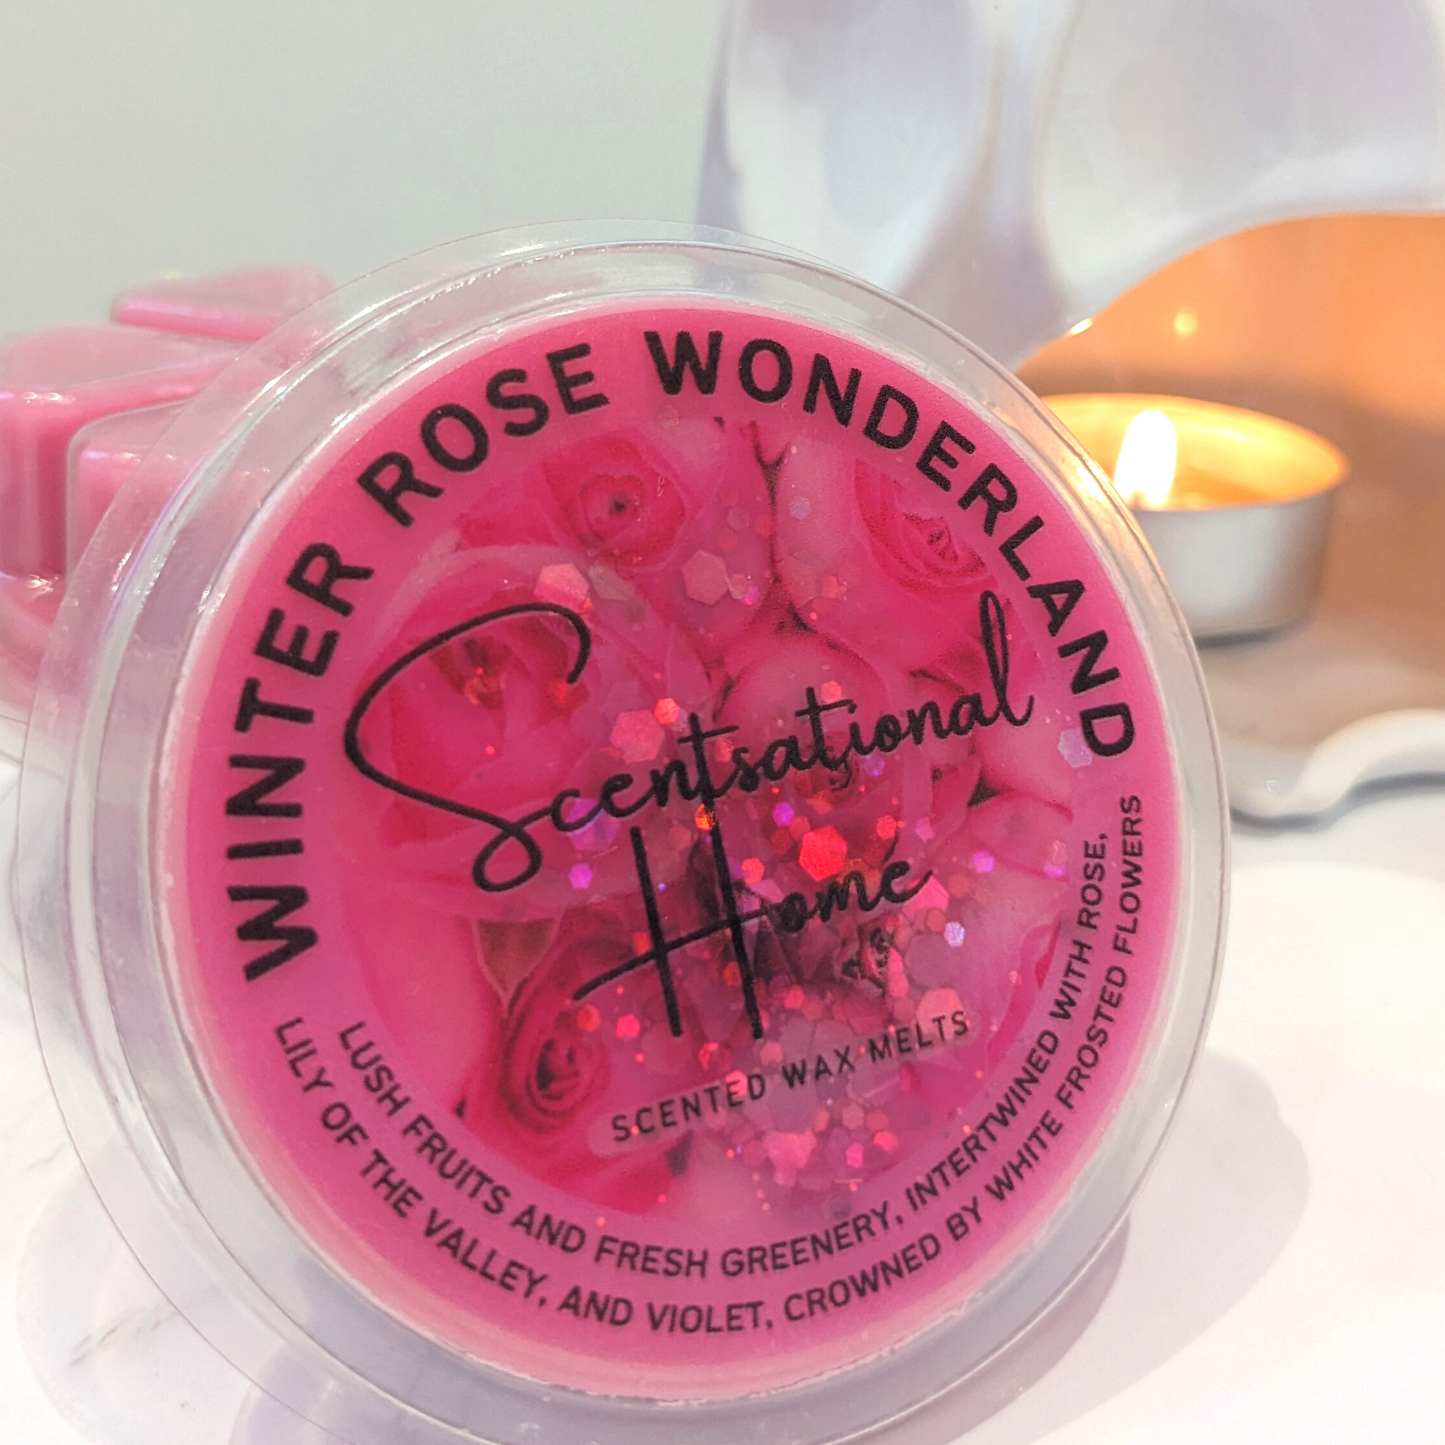 WINTER ROSE WONDERLAND
Scentsational
Home
SCENTED WAX MELTS
LUSH FRUITS AND FRESH GREENERY, INTERTWINED WITH ROSE,
LILY OF THE VALLEY, AND VIOLET, CROWNED BY WHITE FROSTED FLOWERS